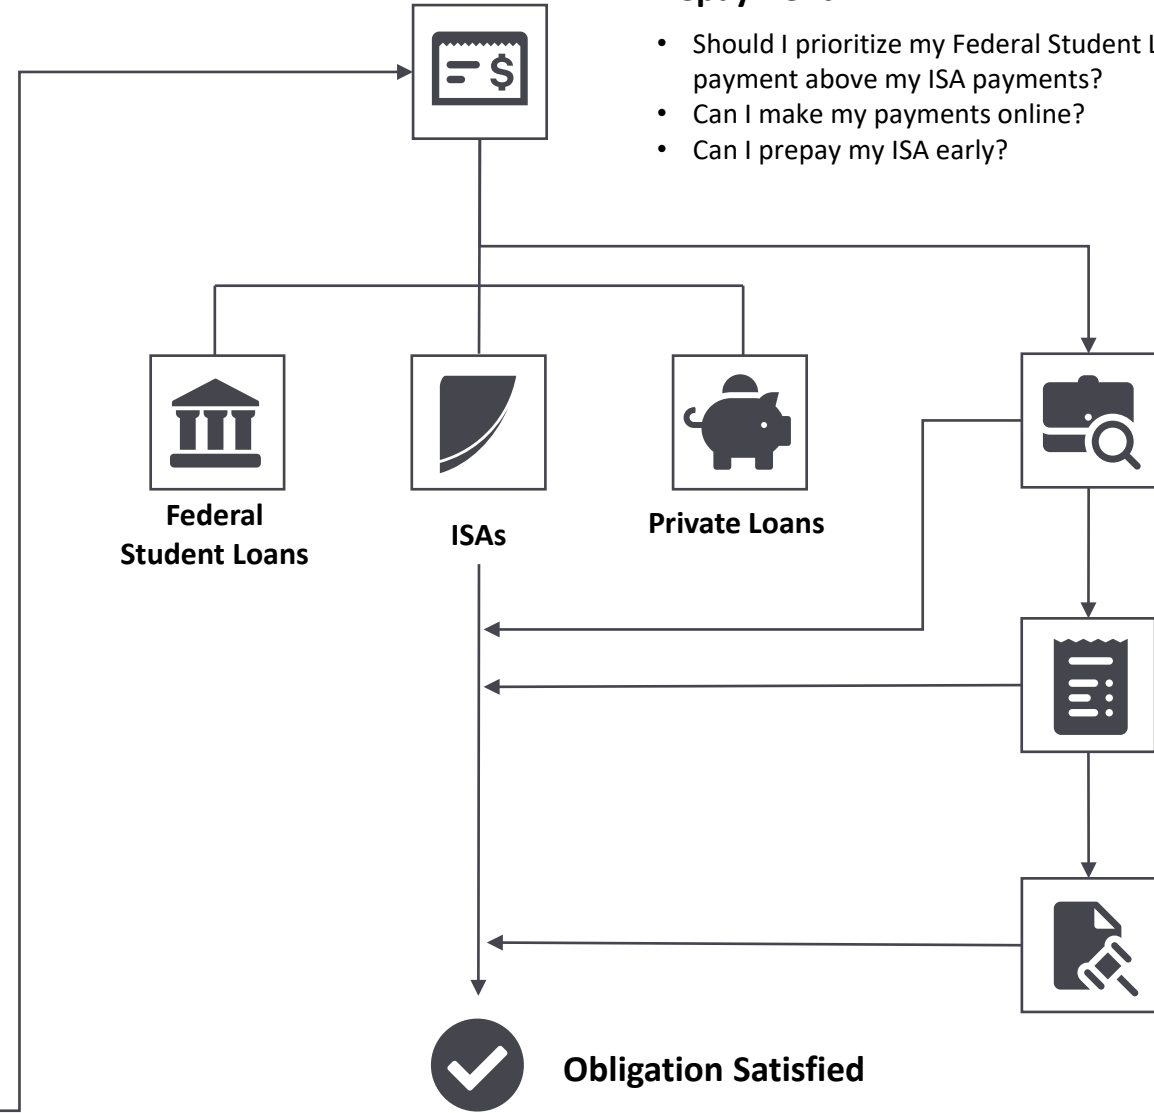 • Should I prioritize my Federal Student
payment above my ISA payments?
• Can I make my payments online?
• Can I prepay my ISA early?
$
Federal
Student Loans
ISAs
Private Loans
Obligation Satisfied